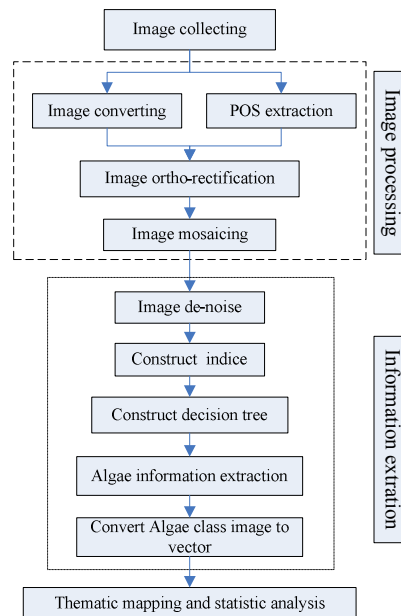 Image collecting
Image converting
POS extraction
Image ortho-rectification
Image mosaicing
Image processing
Image de-noise
Construct indice
Construct decision tree
Algae information extraction
Convert Algae class image to
vector
Information extration
Thematic mapping and statistic analysis